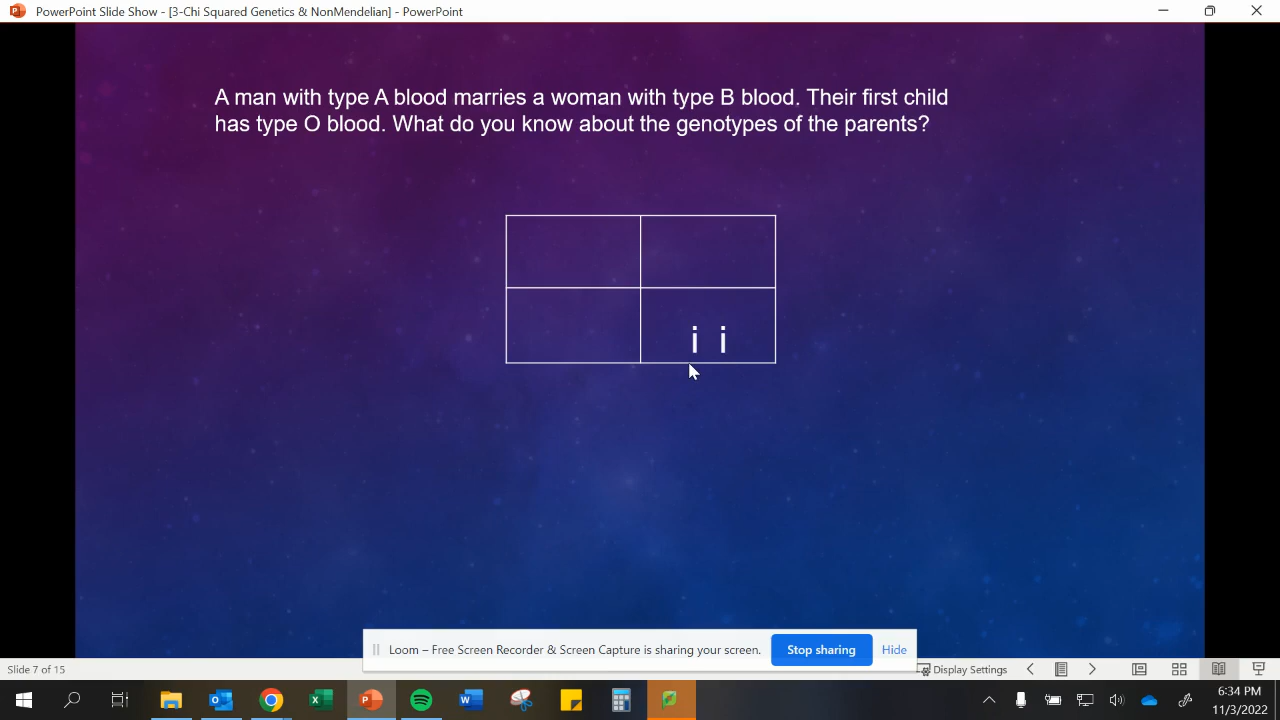 PowerPoint Slide Show - [3-Chi Squared Genetics & NonMendelian] - PowerPoint
A man with type A blood marries a woman with type B blood. Their first child
has type O blood. What do you know about the genotypes of the parents?
i i
Loom – Free Screen Recorder & Screen Capture is sharing your screen.
Stop sharing
Hide
Slide 7 of 15
Display Settings
6:34 PM
11/3/2022